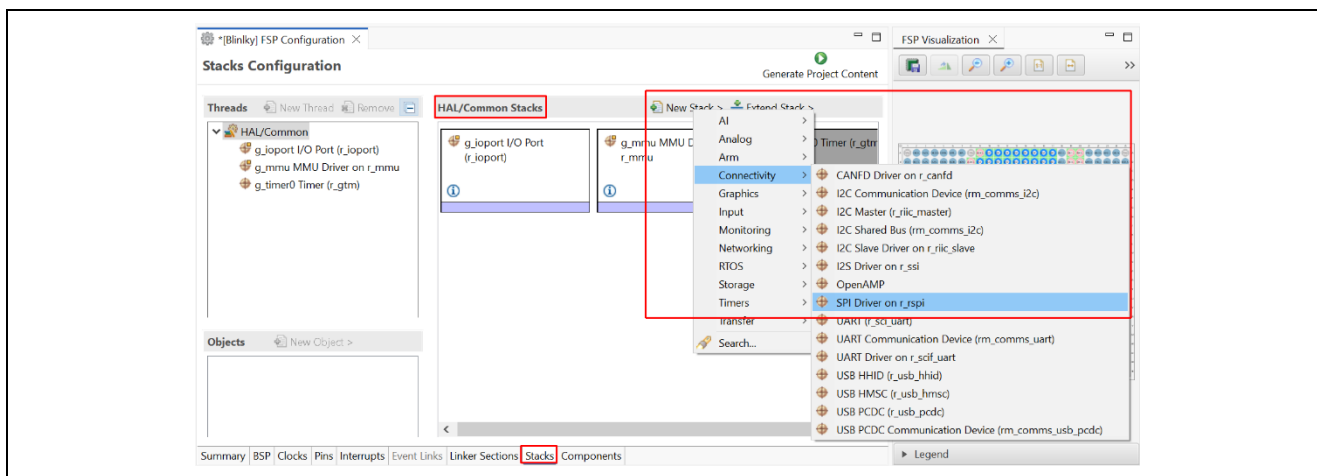 *[Blinky] FSP Configuration
FSP Visualization
Stacks Configuration
Generate Project Content
Threads New Thread Remove
HAL/Common Stacks
New Stack > Extend Stack >
HAL/Common
g_ioport I/O Port (r_ioport)
g_mmu MMU Driver on r_mmu
g_timer0 Timer (r_gtm)
g_ioport I/O Port
(r_ioport)
g_mmu MMU D
r_mmu
Timer (r_gtm
AI >
Analog >
Arm >
Connectivity >
Graphics >
Input >
Monitoring >
Networking >
RTOS >
Storage >
Timers >
Transfer >
Search...
CANFD Driver on r_canfd
I2C Communication Device (rm_comms_i2c)
I2C Master (r_riic_master)
I2C Shared Bus (rm_comms_i2c)
I2C Slave Driver on r_riic_slave
I2S Driver on r_ssi
OpenAMP
SPI Driver on r_rspi
UART (r_sci_uart)
UART Communication Device (rm_comms_uart)
UART Driver on r_scif_uart
USB HHID (r_usb_hhid)
USB HMSC (r_usb_hmsc)
USB PCDC (r_usb_pcdc)
USB PCDC Communication Device (rm_comms_usb_pcdc)
Objects New Object >
Summary BSP Clocks Pins Interrupts Event Links Linker Sections Stacks Components
Legend